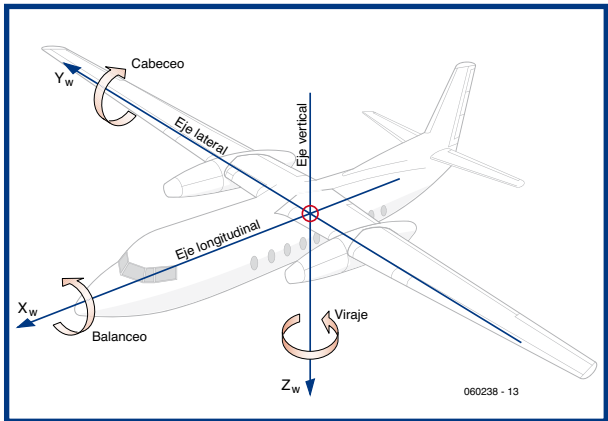 Cabeceo
Yw
Eje lateral
Eje vertical
Eje longitudinal
Xw
Balanceo
Viraje
Zw
060238 - 13